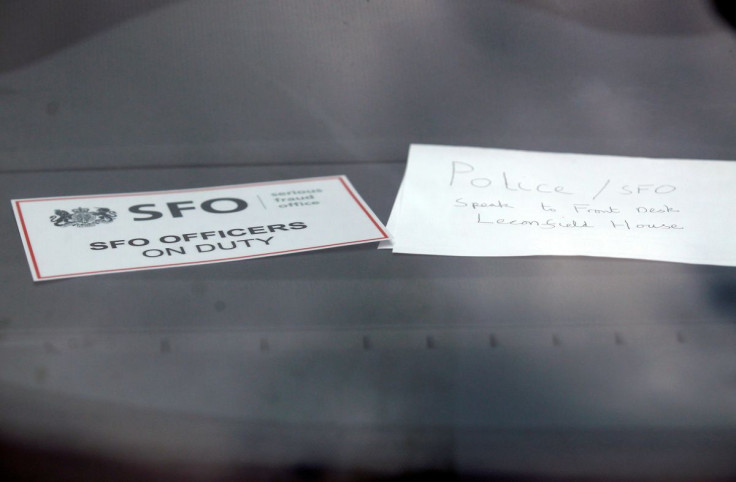 SFO
serious
fraud
office
SFO OFFICERS
ON DUTY
Police / SFO
Speak to Front Desk
Leconfield House